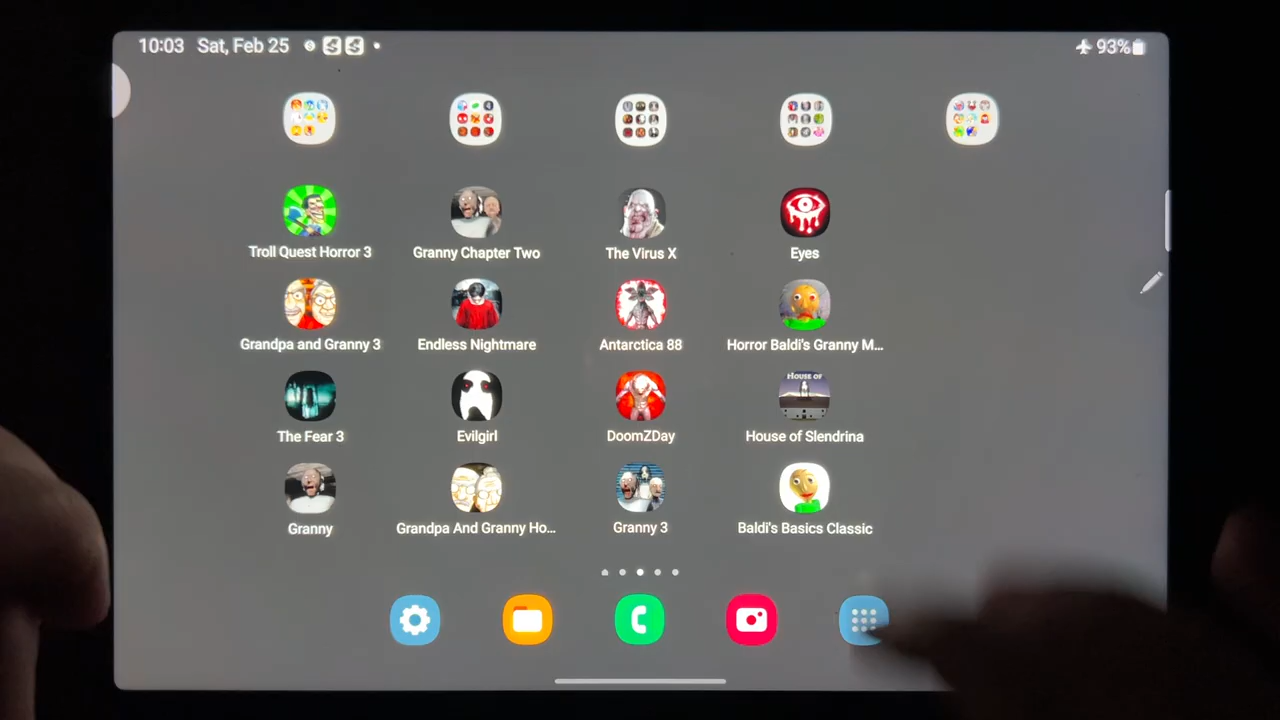 10:03 Sat, Feb 25 93%
Troll Quest Horror 3 Granny Chapter Two The Virus X Eyes
Grandpa and Granny 3 Endless Nightmare Antarctica 88 Horror Baldi's Granny M...
HOUSE OF
The Fear 3 Evilgirl DoomZDay House of Slendrina
Granny Grandpa And Granny Ho... Granny 3 Baldi's Basics Classic